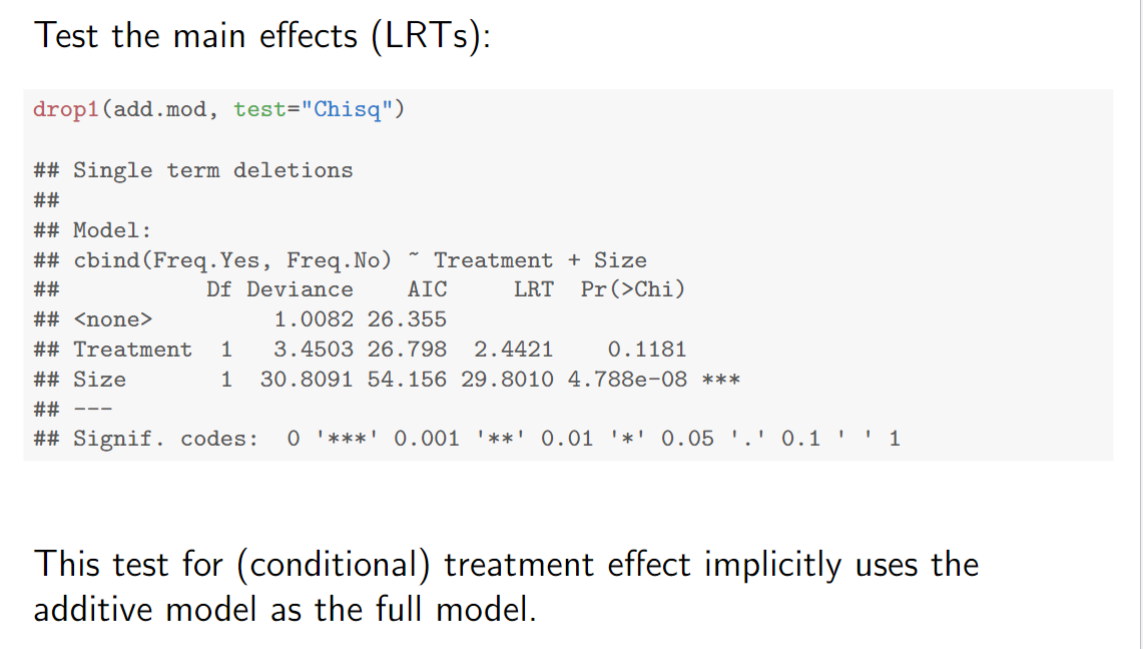 Test the main effects (LRTs):
drop1(add.mod, test="Chisq")
## Single term deletions
##
## Model:
## cbind(Freq.Yes, Freq.No) ~ Treatment + Size
##           Df Deviance    AIC     LRT  Pr(>Chi)
## <none>         1.0082 26.355
## Treatment  1   3.4503 26.798  2.4421    0.1181
## Size       1  30.8091 54.156 29.8010 4.788e-08 ***
## ---
## Signif. codes:  0 '***' 0.001 '**' 0.01 '*' 0.05 '.' 0.1 ' ' 1
This test for (conditional) treatment effect implicitly uses the
additive model as the full model.